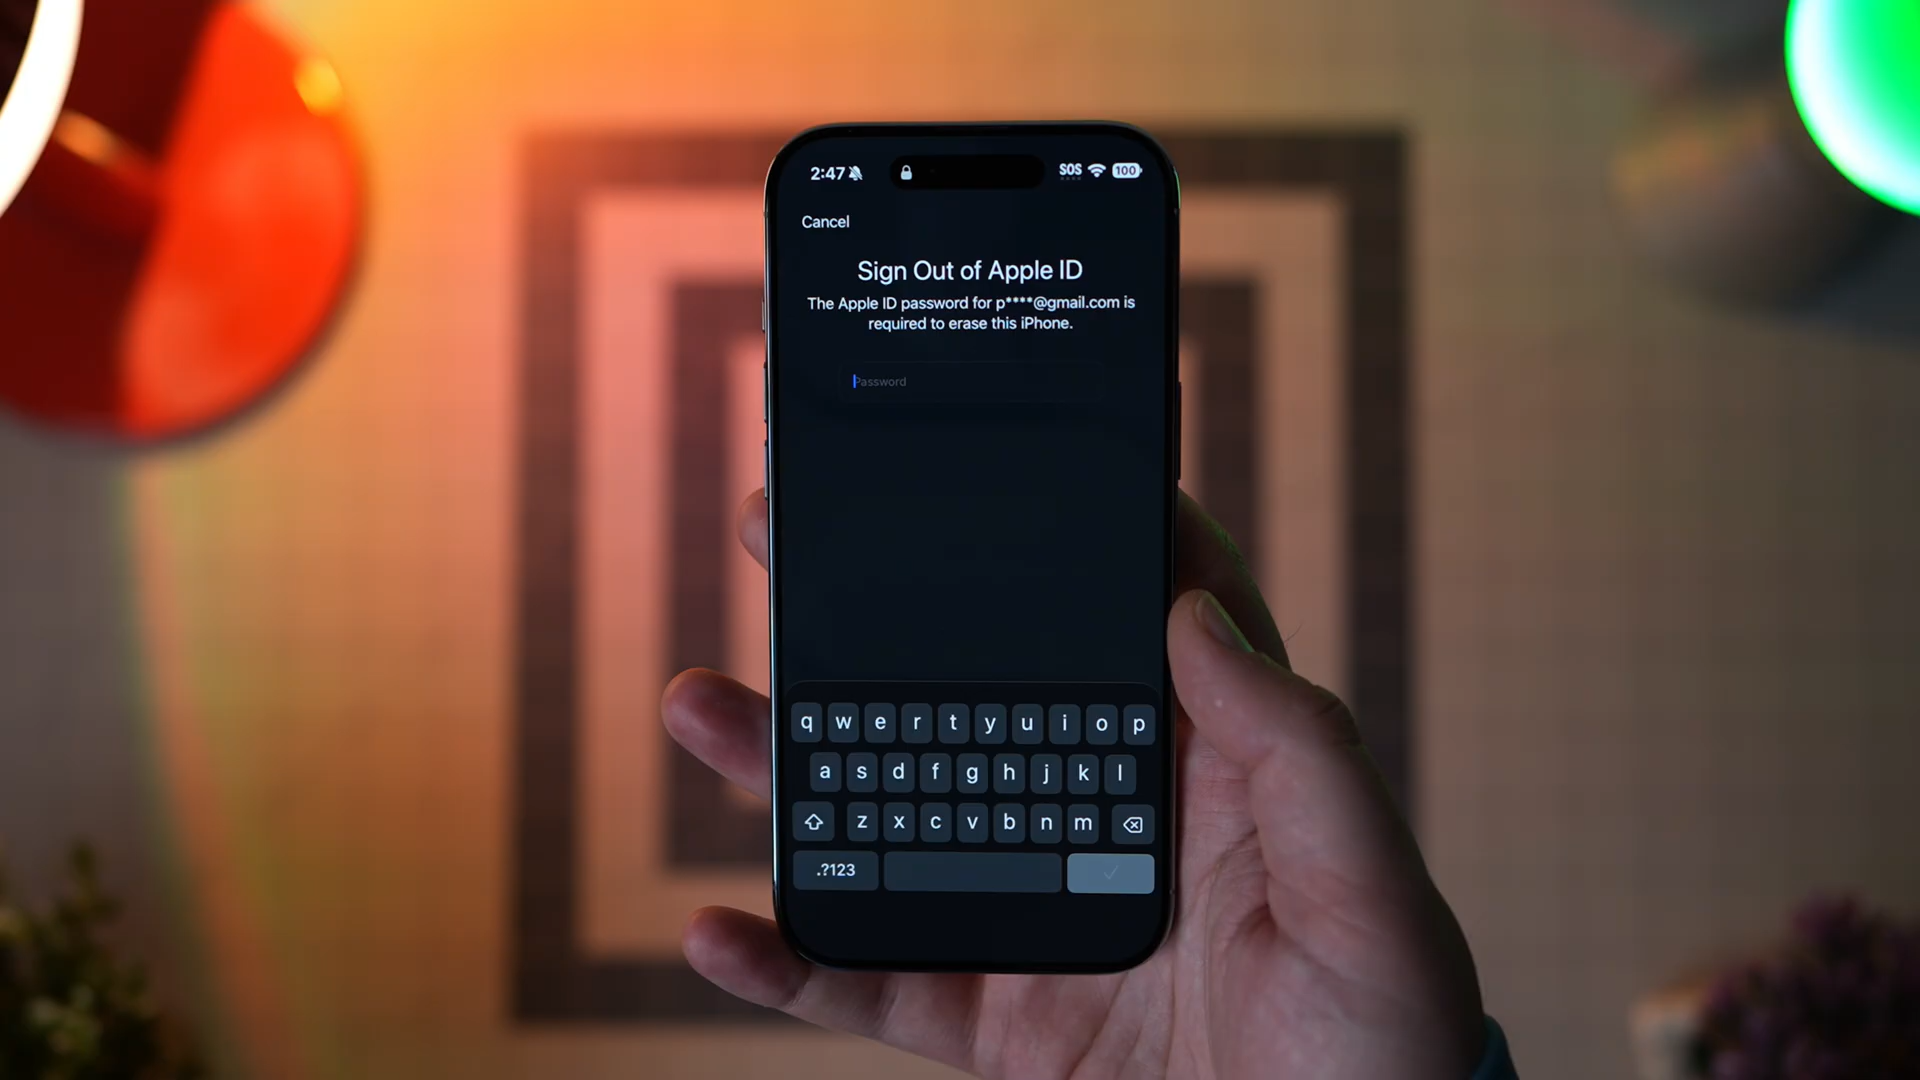 2:47 SOS 100
Cancel
Sign Out of Apple ID
The Apple ID password for p****@gmail.com is
required to erase this iPhone.
Password
q w e r t y u i o p
a s d f g h j k l
z x c v b n m
.?123